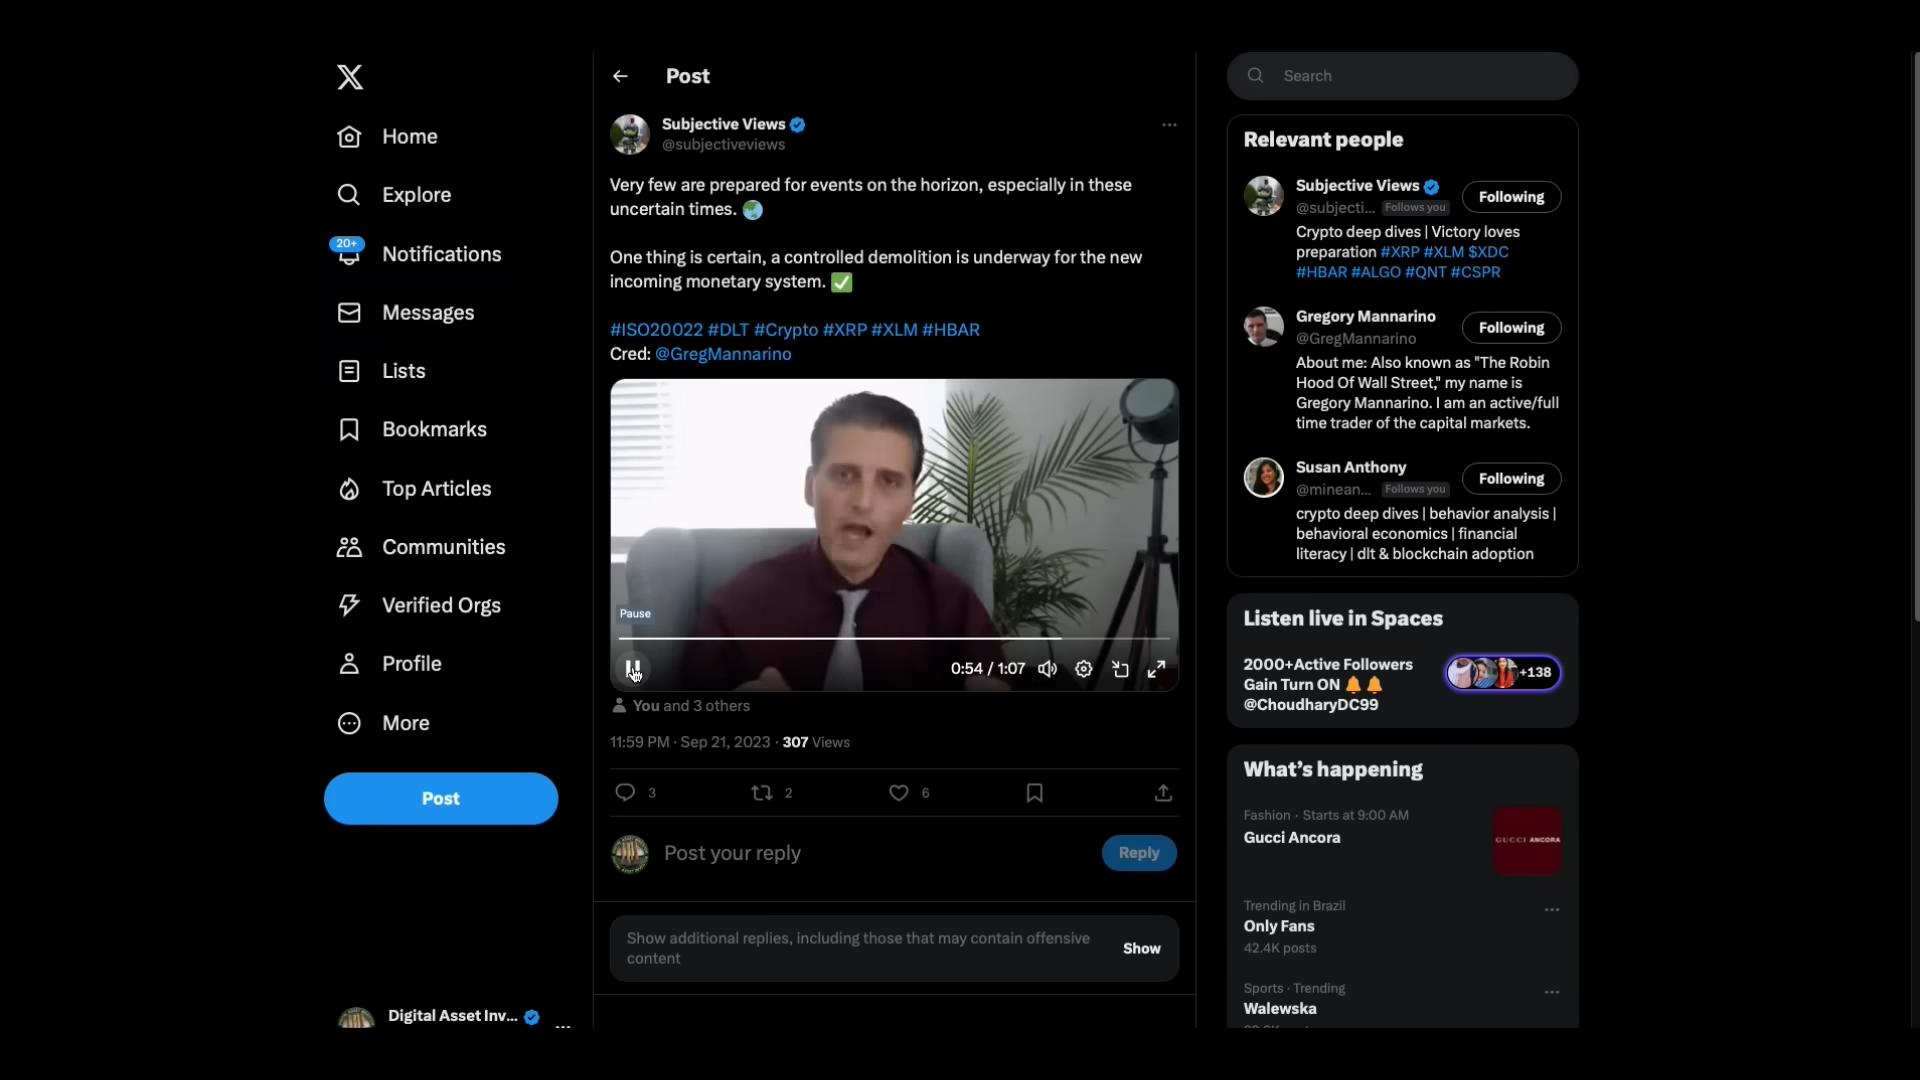 X
Home
Explore
20+
Notifications
Messages
Lists
Bookmarks
Top Articles
Communities
Verified Orgs
Profile
More
Post
Digital Asset Inv...
Post
Subjective Views
@subjectiveviews
Very few are prepared for events on the horizon, especially in these
uncertain times.
One thing is certain, a controlled demolition is underway for the new
incoming monetary system.
#ISO20022 #DLT #Crypto #XRP #XLM #HBAR
Cred: @GregMannarino
Pause
0:54 / 1:07
You and 3 others
11:59 PM · Sep 21, 2023 · 307 Views
3 2 6
Post your reply
Reply
Show additional replies, including those that may contain offensive
content
Show
Search
Relevant people
Subjective Views
@subjecti... Follows you
Following
Crypto deep dives | Victory loves
preparation #XRP #XLM $XDC
#HBAR #ALGO #QNT #CSPR
Gregory Mannarino
@GregMannarino
Following
About me: Also known as "The Robin
Hood Of Wall Street," my name is
Gregory Mannarino. I am an active/full
time trader of the capital markets.
Susan Anthony
@minean... Follows you
Following
crypto deep dives | behavior analysis |
behavioral economics | financial
literacy | dlt & blockchain adoption
Listen live in Spaces
2000+Active Followers
Gain Turn ON
@ChoudharyDC99
+138
What's happening
Fashion · Starts at 9:00 AM
Gucci Ancora
GUCCI ANCORA
Trending in Brazil
Only Fans
42.4K posts
Sports · Trending
Walewska